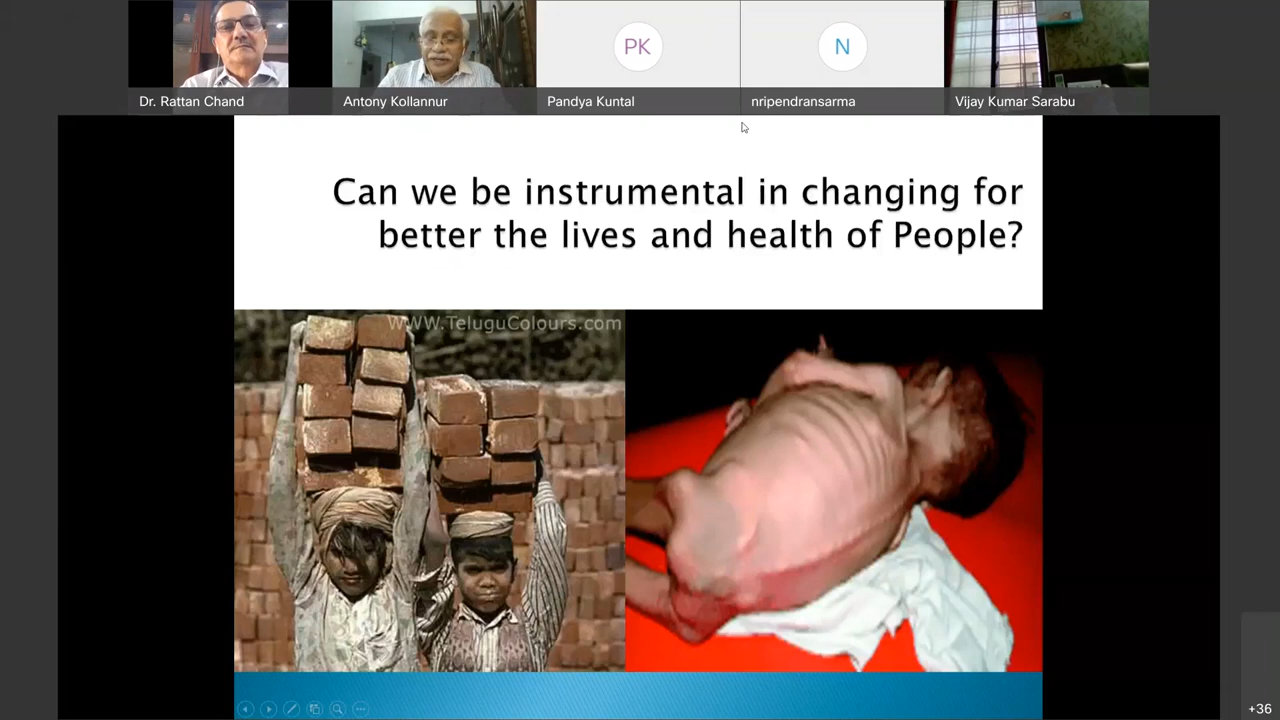 PK
N
Dr. Rattan Chand
Antony Kollannur
Pandya Kuntal
nripendransarma
Vijay Kumar Sarabu
Can we be instrumental in changing for
better the lives and health of People?
WWW.TeluguColours.com
+36